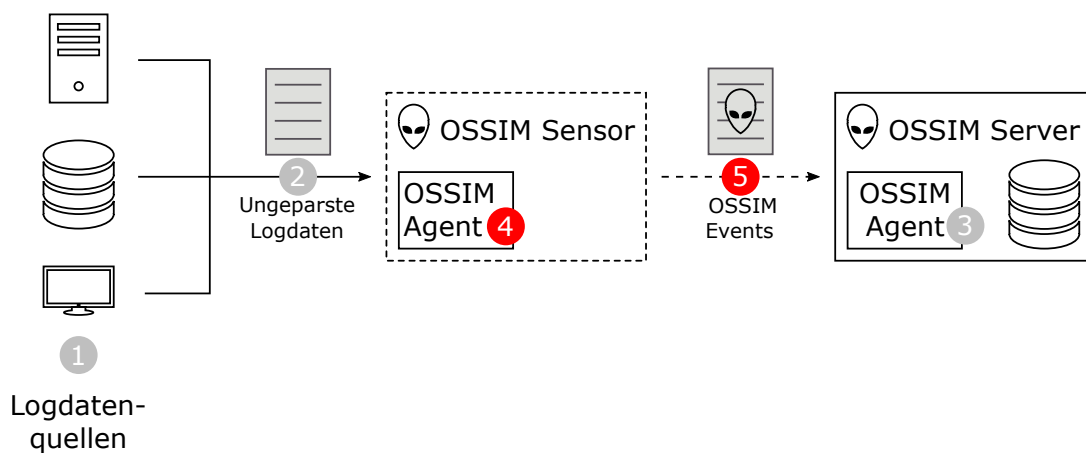 OSSIM Sensor
OSSIM Server
2
5
OSSIM
Agent
4
OSSIM
Agent
3
Ungeparste
Logdaten
OSSIM
Events
1
Logdaten-
quellen